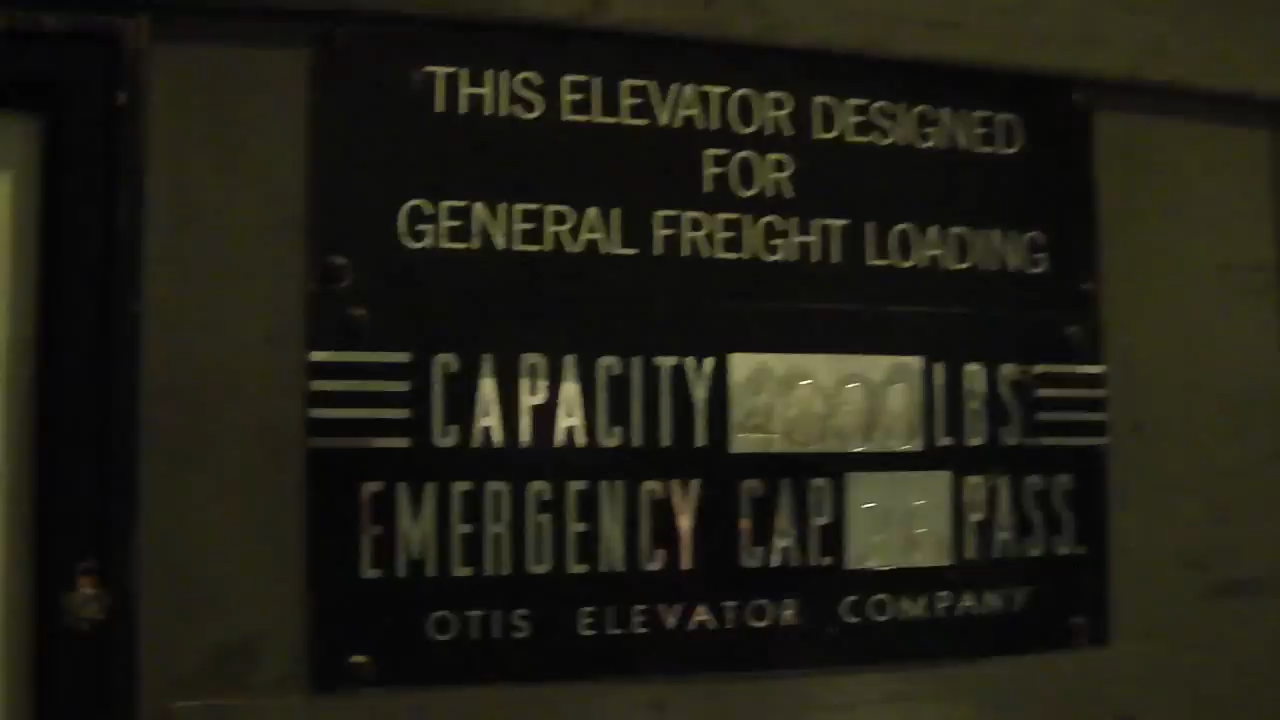 THIS ELEVATOR DESIGNED
FOR
GENERAL FREIGHT LOADING
CAPACITY LBS.
EMERGENCY CAP. PASS.
OTIS ELEVATOR COMPANY